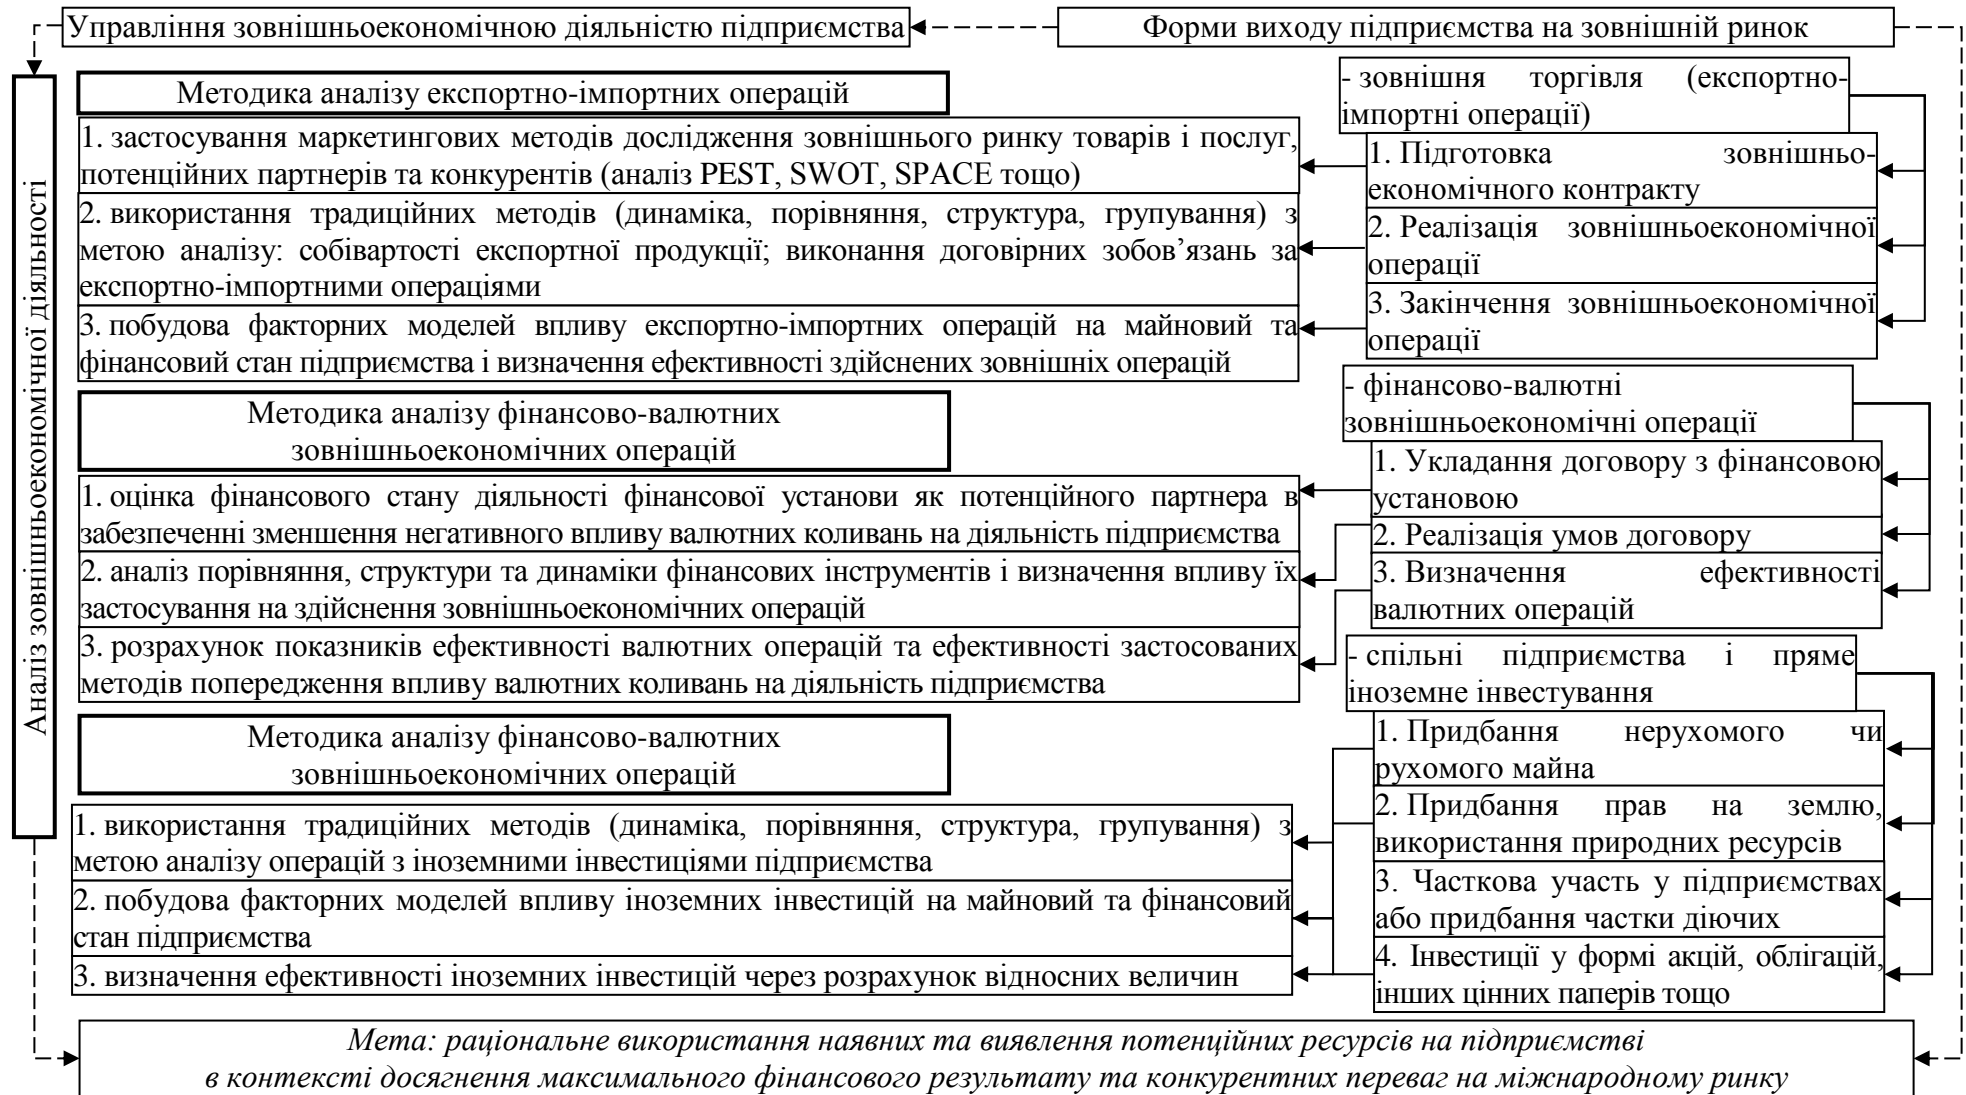 Управління зовнішньоекономічною діяльністю підприємства
Форми виходу підприємства на зовнішній ринок
Аналіз зовнішньоекономічної діяльності
Методика аналізу експортно-імпортних операцій
1. застосування маркетингових методів дослідження зовнішнього ринку товарів і послуг,
потенційних партнерів та конкурентів (аналіз PEST, SWOT, SPACE тощо)
2. використання традиційних методів (динаміка, порівняння, структура, групування) з
метою аналізу: собівартості експортної продукції; виконання договірних зобов’язань за
експортно-імпортними операціями
3. побудова факторних моделей впливу експортно-імпортних операцій на майновий та
фінансовий стан підприємства і визначення ефективності здійснених зовнішніх операцій
- зовнішня торгівля (експортно-
імпортні операції)
1. Підготовка зовнішньо-
економічного контракту
2. Реалізація зовнішньоекономічної
операції
3. Закінчення зовнішньоекономічної
операції
Методика аналізу фінансово-валютних
зовнішньоекономічних операцій
1. оцінка фінансового стану діяльності фінансової установи як потенційного партнера в
забезпеченні зменшення негативного впливу валютних коливань на діяльність підприємства
2. аналіз порівняння, структури та динаміки фінансових інструментів і визначення впливу їх
застосування на здійснення зовнішньоекономічних операцій
3. розрахунок показників ефективності валютних операцій та ефективності застосованих
методів попередження впливу валютних коливань на діяльність підприємства
- фінансово-валютні
зовнішньоекономічні операції
1. Укладання договору з фінансовою
установою
2. Реалізація умов договору
3. Визначення ефективності
валютних операцій
Методика аналізу фінансово-валютних
зовнішньоекономічних операцій
1. використання традиційних методів (динаміка, порівняння, структура, групування) з
метою аналізу операцій з іноземними інвестиціями підприємства
2. побудова факторних моделей впливу іноземних інвестицій на майновий та фінансовий
стан підприємства
3. визначення ефективності іноземних інвестицій через розрахунок відносних величин
- спільні підприємства і пряме
іноземне інвестування
1. Придбання нерухомого чи
рухомого майна
2. Придбання прав на землю,
використання природних ресурсів
3. Часткова участь у підприємствах
або придбання частки діючих
4. Інвестиції у формі акцій, облігацій,
інших цінних паперів тощо
Мета: раціональне використання наявних та виявлення потенційних ресурсів на підприємстві
в контексті досягнення максимального фінансового результату та конкурентних переваг на міжнародному ринку